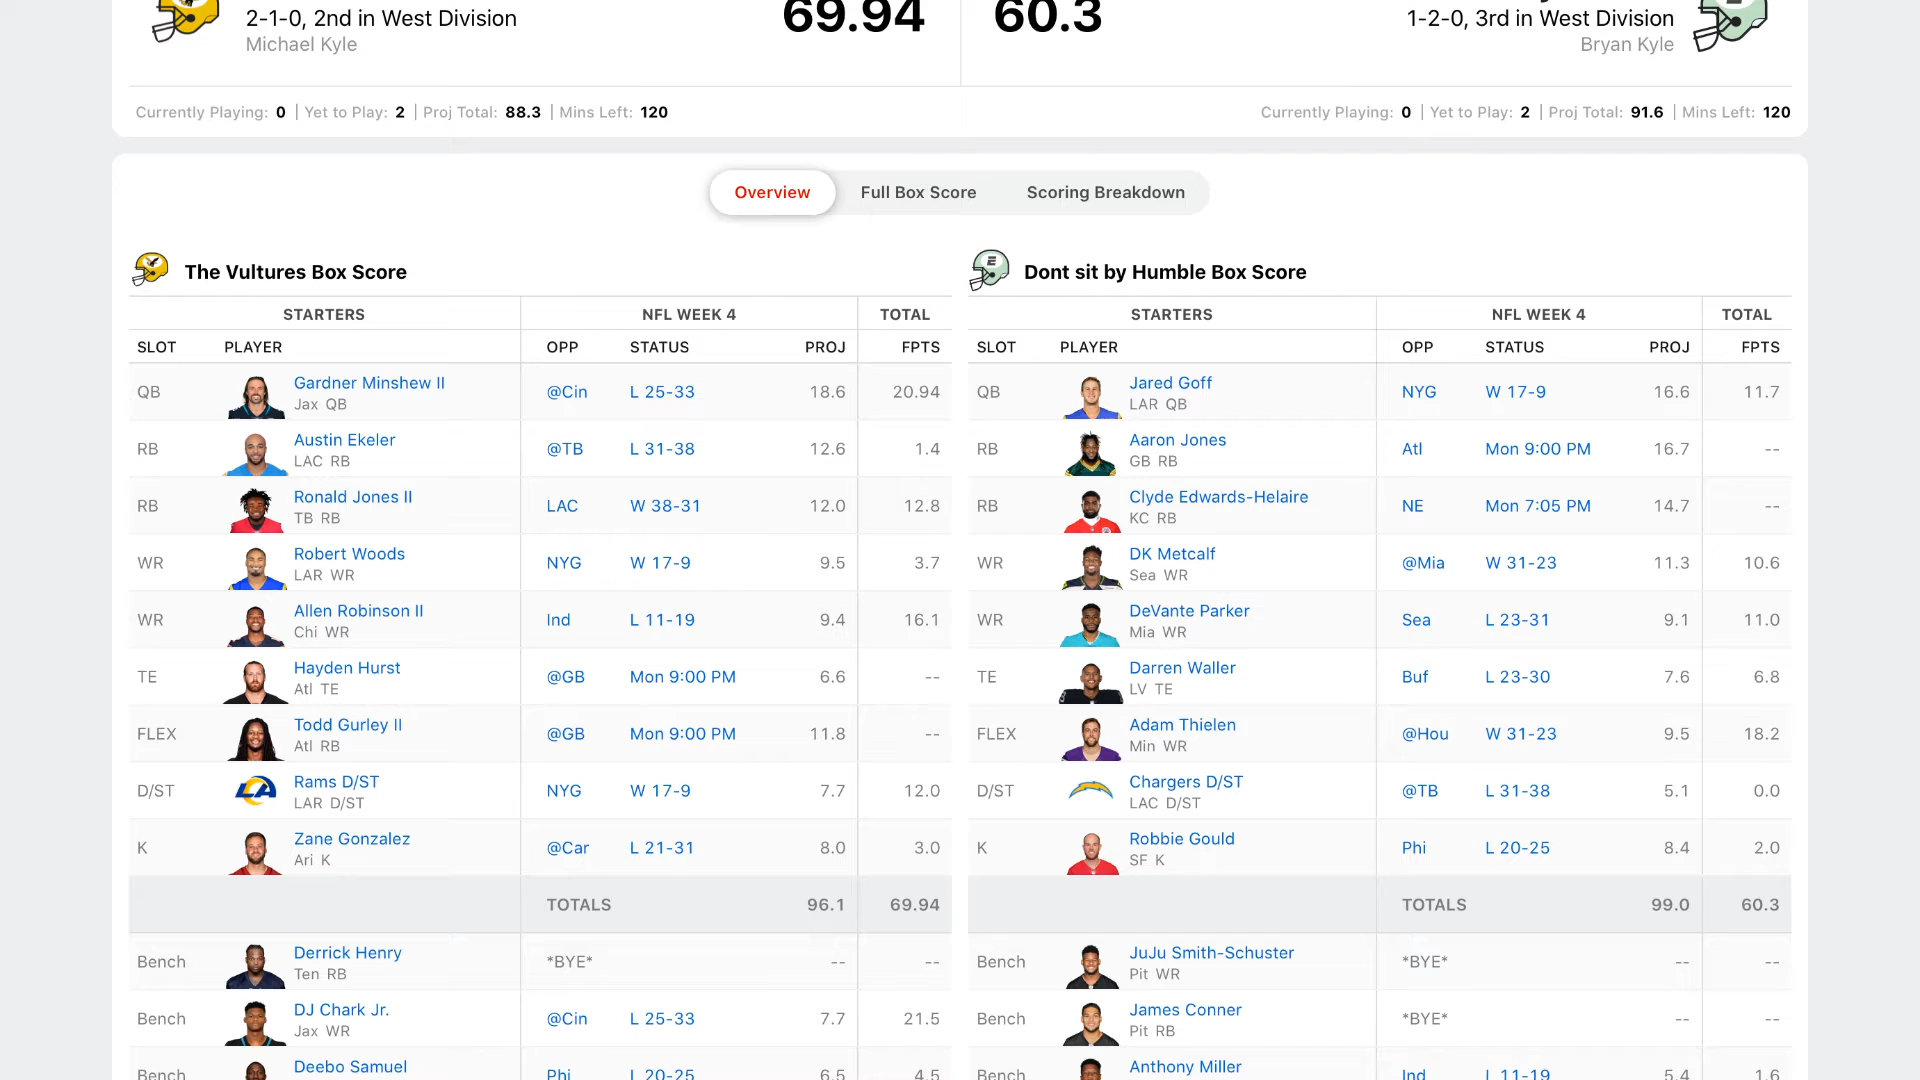 2-1-0, 2nd in West Division
Michael Kyle
69.94
60.3
1-2-0, 3rd in West Division
Bryan Kyle
Currently Playing: 0 | Yet to Play: 2 | Proj Total: 88.3 | Mins Left: 120
Currently Playing: 0 | Yet to Play: 2 | Proj Total: 91.6 | Mins Left: 120
Overview Full Box Score Scoring Breakdown
The Vultures Box Score
STARTERS NFL WEEK 4 TOTAL
SLOT PLAYER OPP STATUS PROJ FPTS
QB Gardner Minshew II @Cin L 25-33 18.6 20.94
Jax QB
RB Austin Ekeler @TB L 31-38 12.6 1.4
LAC RB
RB Ronald Jones II LAC W 38-31 12.0 12.8
TB RB
WR Robert Woods NYG W 17-9 9.5 3.7
LAR WR
WR Allen Robinson II Ind L 11-19 9.4 16.1
Chi WR
TE Hayden Hurst @GB Mon 9:00 PM 6.6 --
Atl TE
FLEX Todd Gurley II @GB Mon 9:00 PM 11.8 --
Atl RB
D/ST Rams D/ST NYG W 17-9 7.7 12.0
LAR D/ST
K Zane Gonzalez @Car L 21-31 8.0 3.0
Ari K
TOTALS 96.1 69.94
Bench Derrick Henry *BYE* -- --
Ten RB
Bench DJ Chark Jr. @Cin L 25-33 7.7 21.5
Jax WR
Bench Deebo Samuel Phi L 20-25 6.5 4.5
Dont sit by Humble Box Score
STARTERS NFL WEEK 4 TOTAL
SLOT PLAYER OPP STATUS PROJ FPTS
QB Jared Goff NYG W 17-9 16.6 11.7
LAR QB
RB Aaron Jones Atl Mon 9:00 PM 16.7 --
GB RB
RB Clyde Edwards-Helaire NE Mon 7:05 PM 14.7 --
KC RB
WR DK Metcalf @Mia W 31-23 11.3 10.6
Sea WR
WR DeVante Parker Sea L 23-31 9.1 11.0
Mia WR
TE Darren Waller Buf L 23-30 7.6 6.8
LV TE
FLEX Adam Thielen @Hou W 31-23 9.5 18.2
Min WR
D/ST Chargers D/ST @TB L 31-38 5.1 0.0
LAC D/ST
K Robbie Gould Phi L 20-25 8.4 2.0
SF K
TOTALS 99.0 60.3
Bench JuJu Smith-Schuster *BYE* -- --
Pit WR
Bench James Conner *BYE* -- --
Pit RB
Bench Anthony Miller Ind L 11-19 5.4 1.6